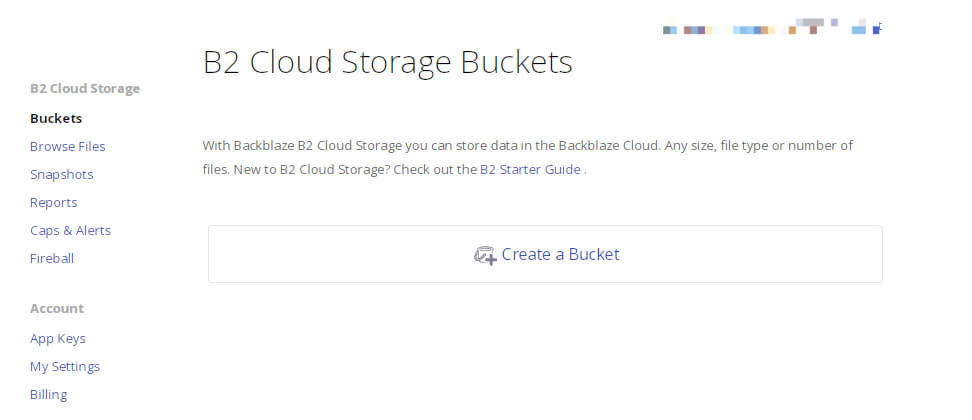 B2 Cloud Storage Buckets
B2 Cloud Storage
Buckets
Browse Files
Snapshots
Reports
Caps & Alerts
Fireball
Account
App Keys
My Settings
Billing
With Backblaze B2 Cloud Storage you can store data in the Backblaze Cloud. Any size, file type or number of
files. New to B2 Cloud Storage? Check out the B2 Starter Guide .
Create a Bucket